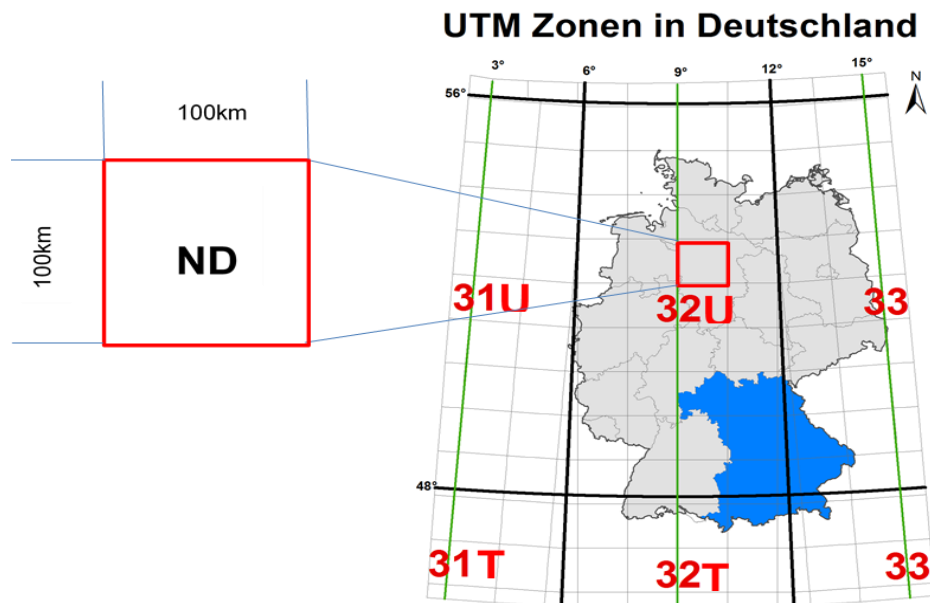 UTM Zonen in Deutschland
3°
6°
9°
12°
15°
N
56°
100km
100km
ND
31U
32U
33
48°
31T
32T
33